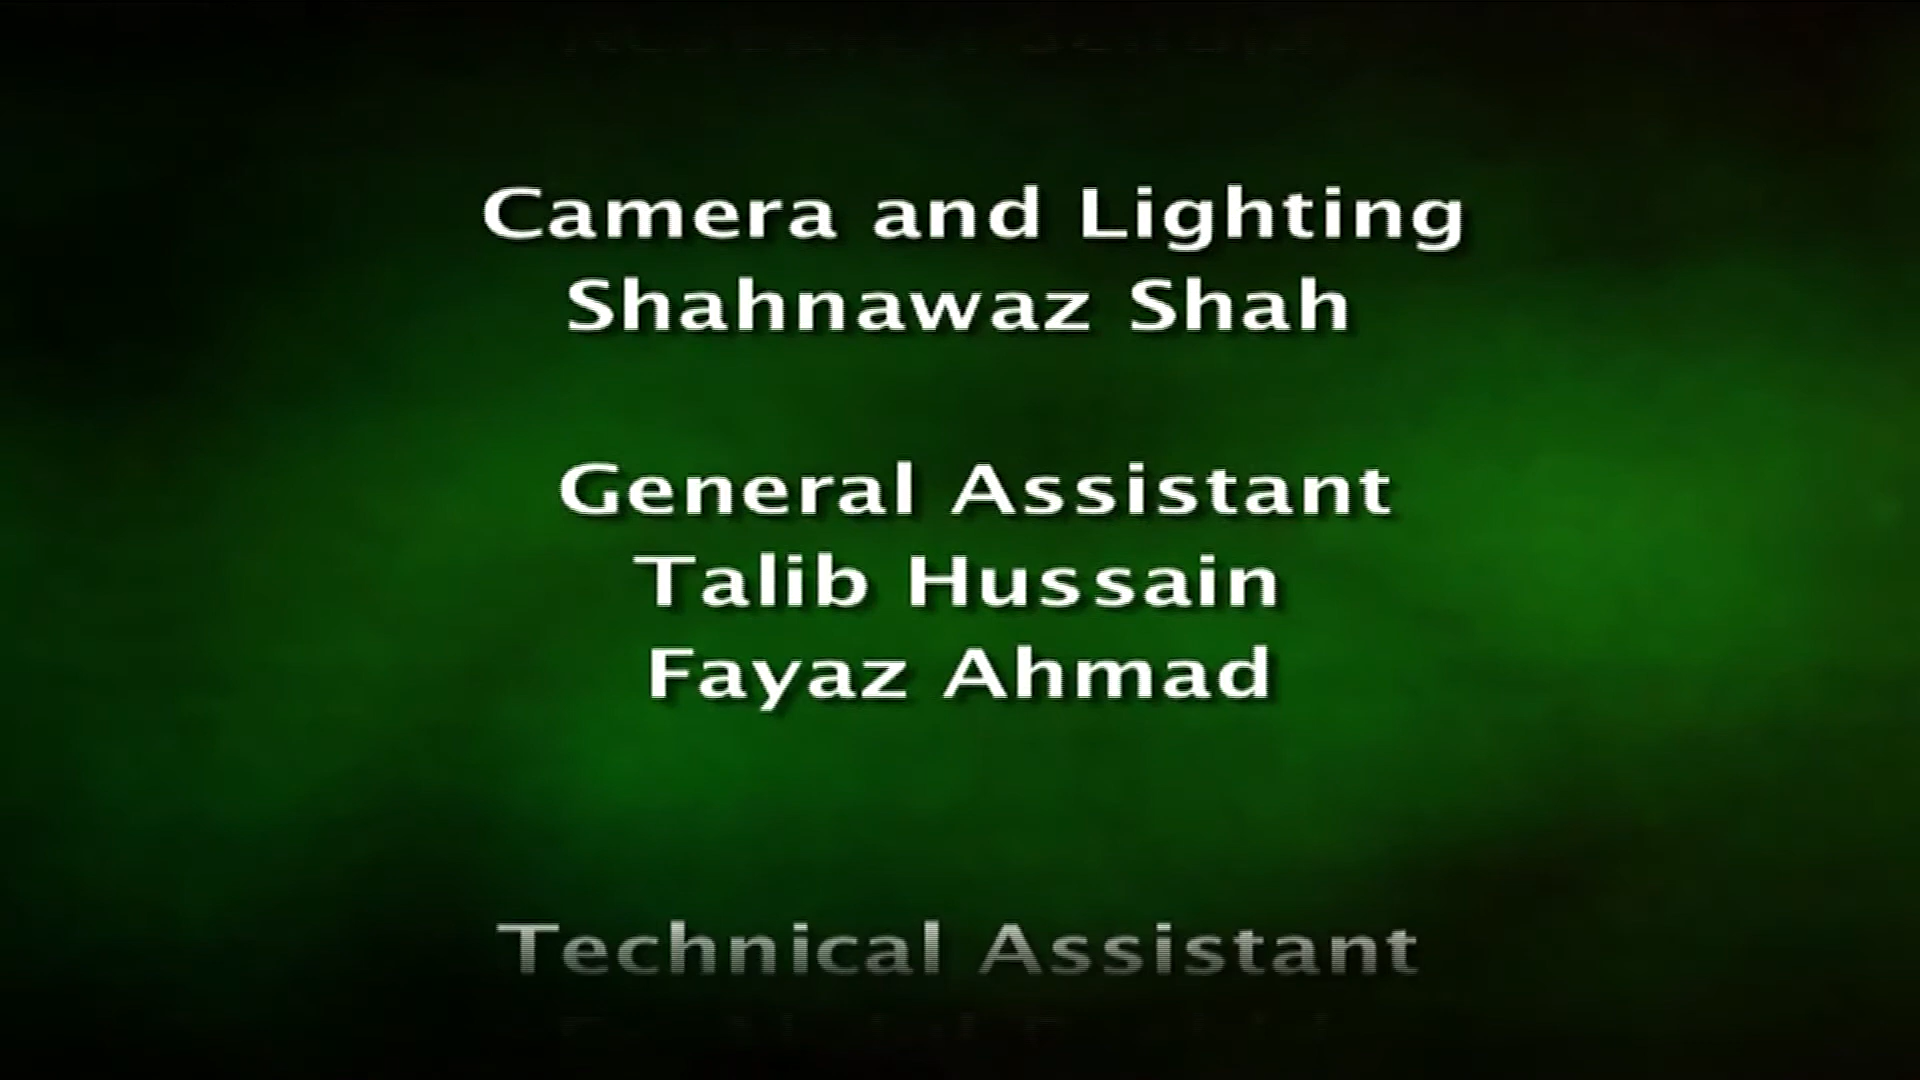 Camera and Lighting
Shahnawaz Shah
General Assistant
Talib Hussain
Fayaz Ahmad
Technical Assistant